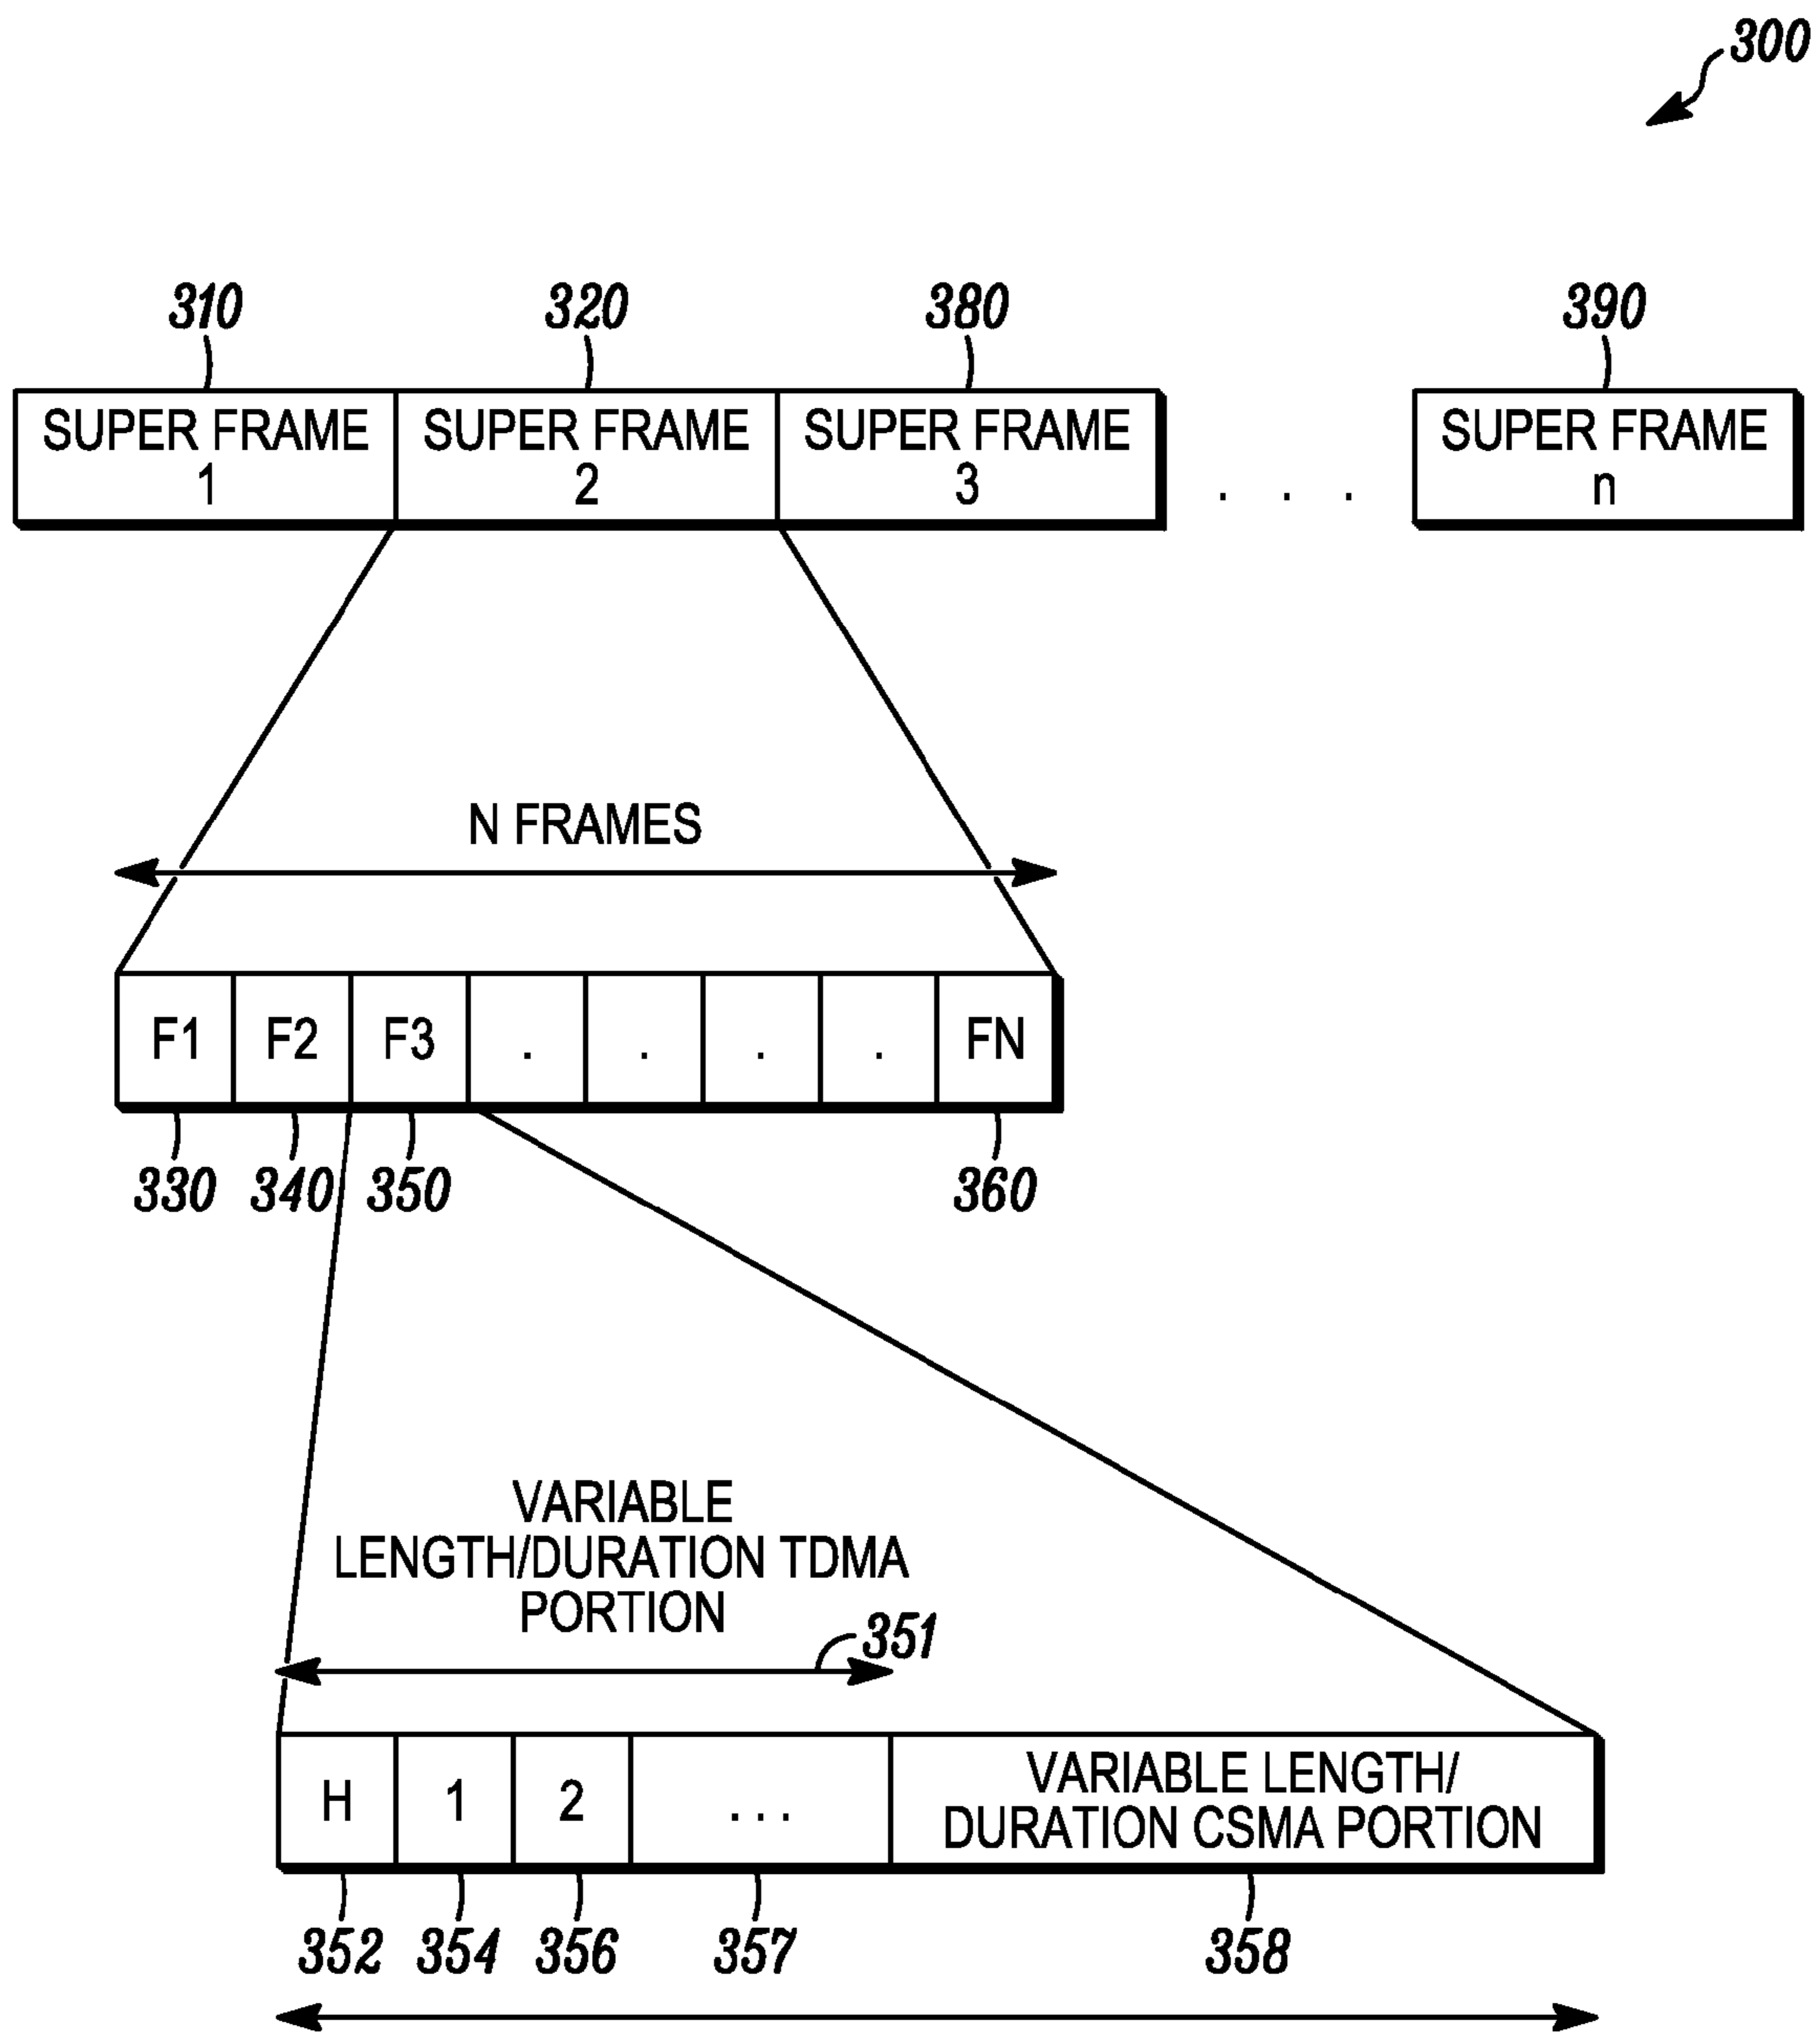 300
310 320 380 390
SUPER FRAME SUPER FRAME SUPER FRAME SUPER FRAME
1 2 3 . . . n
N FRAMES
F1 F2 F3 . . . . FN
330 340 350 360
VARIABLE
LENGTH/DURATION TDMA
PORTION
351
H 1 2 ... VARIABLE LENGTH/
DURATION CSMA PORTION
352 354 356 357 358